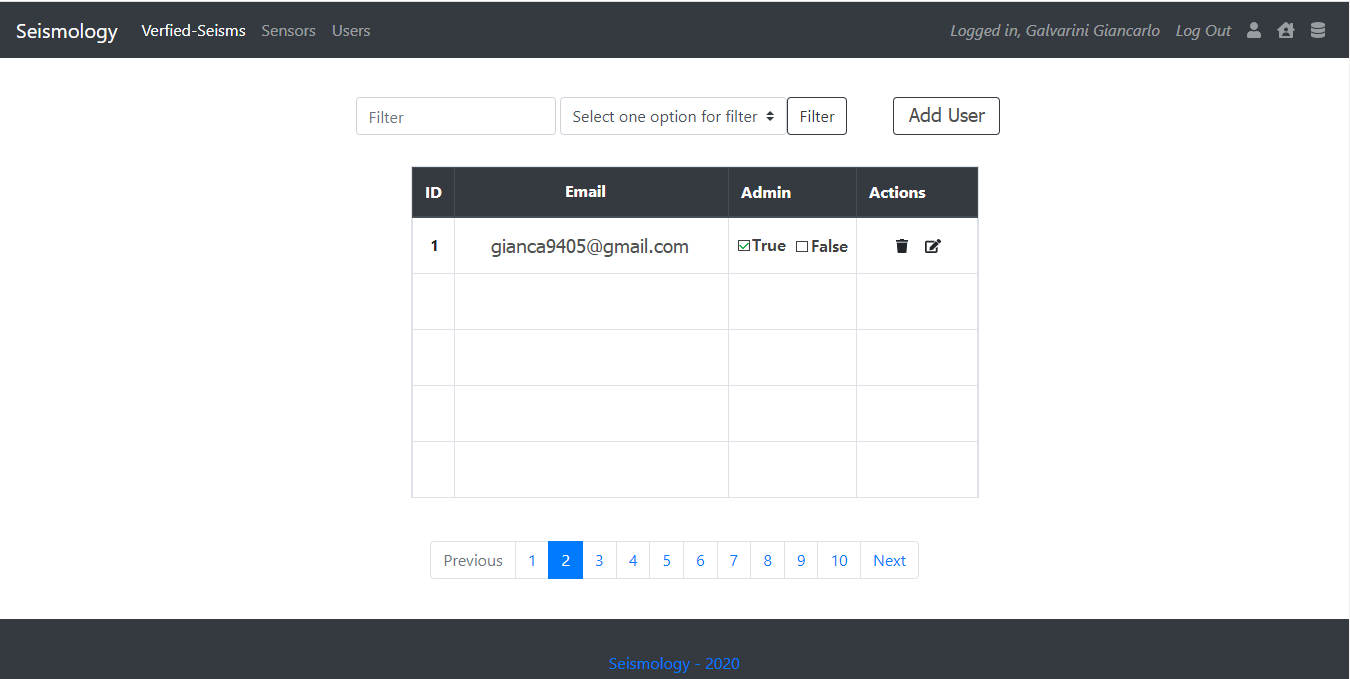 Seismology Verfied-Seisms Sensors Users Logged in, Galvarini Giancarlo Log Out
Filter Select one option for filter Filter Add User
ID Email Admin Actions
1 gianca9405@gmail.com True False
Previous 1 2 3 4 5 6 7 8 9 10 Next
Seismology - 2020